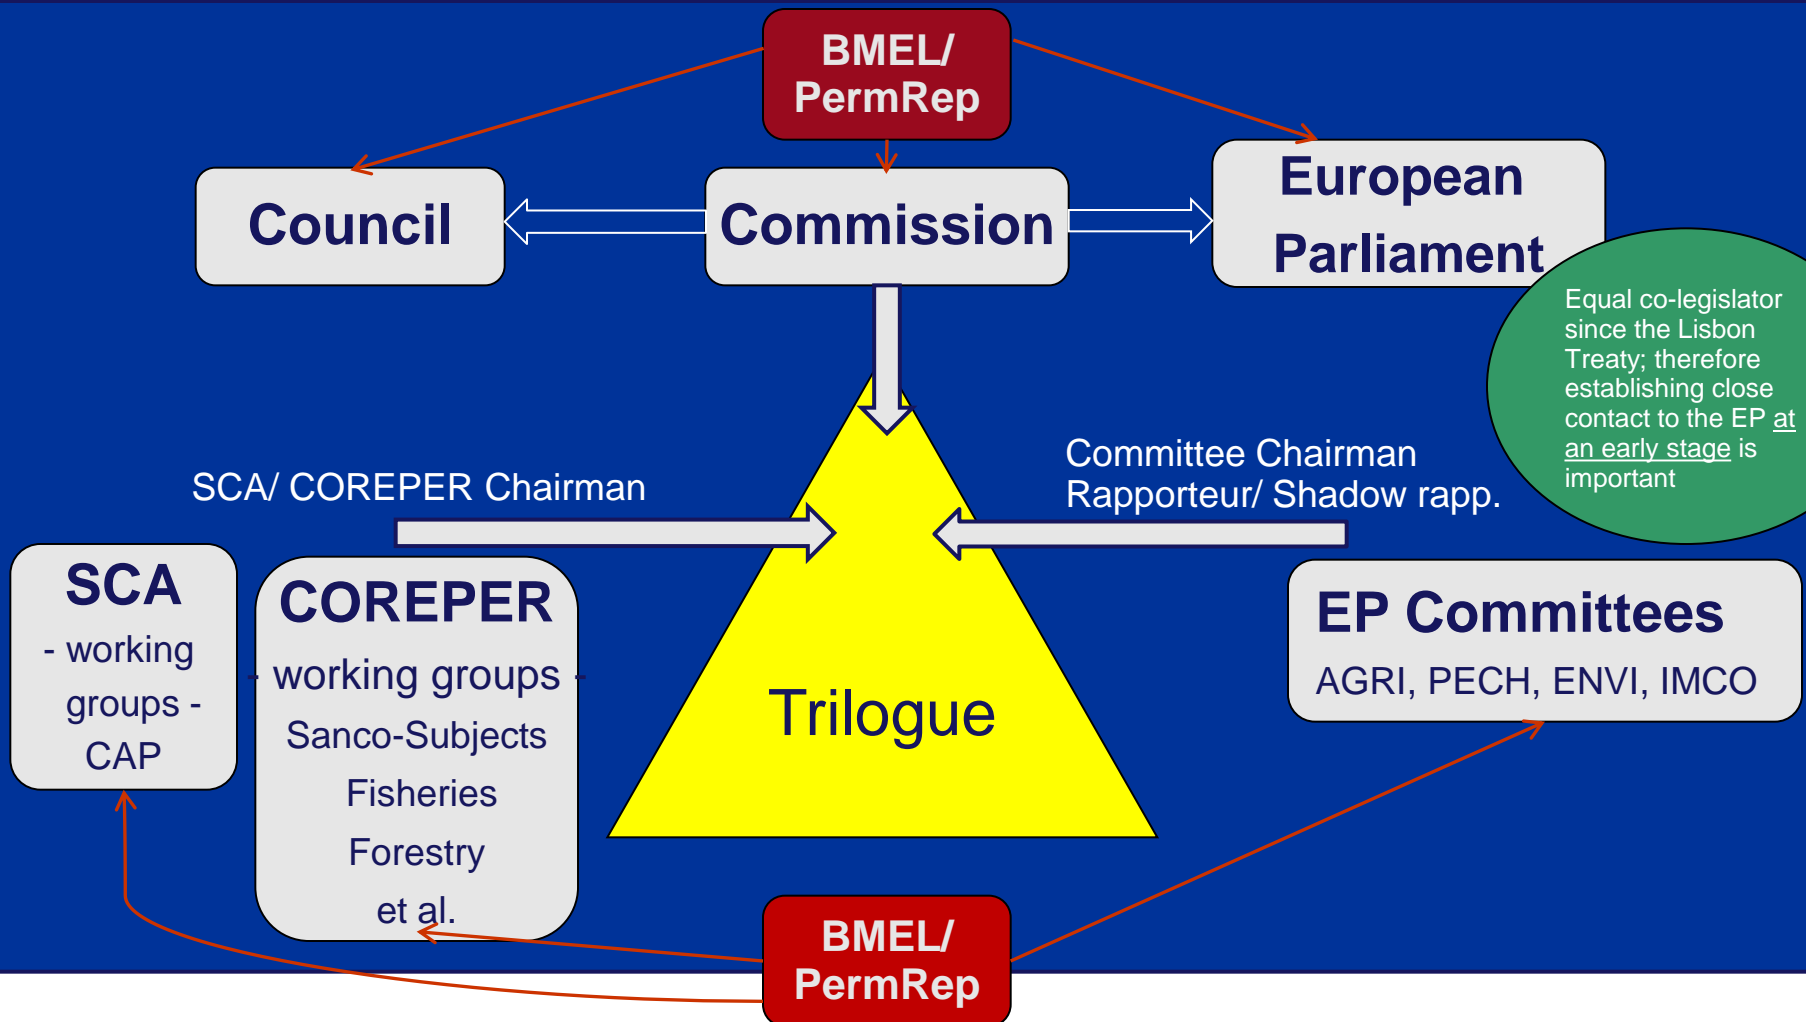 BMEL/
PermRep
Council
Commission
European
Parliament
Equal co-legislator
since the Lisbon
Treaty; therefore
establishing close
contact to the EP at
an early stage is
important
SCA/ COREPER Chairman
Committee Chairman
Rapporteur/ Shadow rapp.
SCA
- working
groups -
CAP
COREPER
- working groups -
Sanco-Subjects
Fisheries
Forestry
et al.
Trilogue
EP Committees
AGRI, PECH, ENVI, IMCO
BMEL/
PermRep